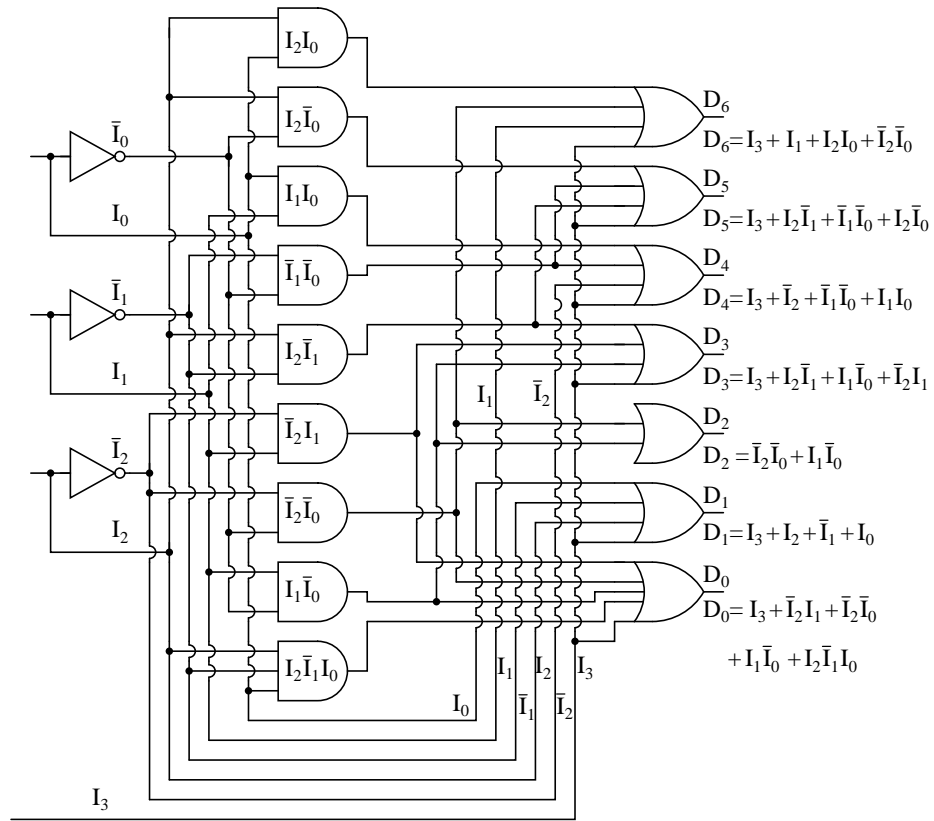 I₂I₀
D₆
Ī₀
I₂Ī₀
D₆= I₃ + I₁ + I₂I₀ + Ī₂Ī₀
D₅
I₀
I₁I₀
D₅= I₃ + I₂Ī₁ + Ī₁Ī₀ + I₂Ī₀
Ī₁
Ī₁Ī₀
D₄
D₄= I₃ + Ī₂ + Ī₁Ī₀ + I₁I₀
I₂Ī₁
D₃
I₁
I₁
Ī₂
D₃= I₃ + I₂Ī₁ + I₁Ī₀ + Ī₂I₁
Ī₂
Ī₂I₁
D₂
D₂ = Ī₂Ī₀ + I₁Ī₀
I₂
Ī₂Ī₀
D₁
D₁= I₃ + I₂ + Ī₁ + I₀
I₁Ī₀
D₀
D₀= I₃ + Ī₂I₁ + Ī₂Ī₀
+ I₁Ī₀ + I₂Ī₁I₀
I₂Ī₁I₀
I₁
I₂
I₃
I₀
Ī₁
Ī₂
I₃